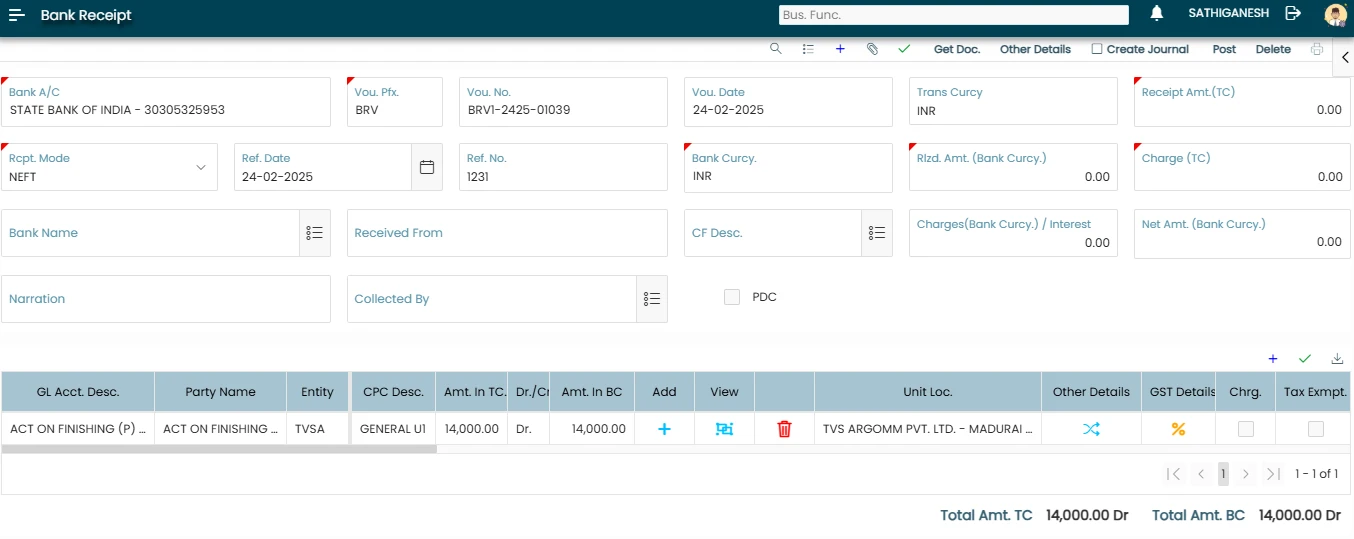 Bank Receipt
Bus. Func.
SATHIGANESH
Get Doc. Other Details Create Journal Post Delete
Bank A/C Vou. Pfx. Vou. No. Vou. Date Trans Curcy Receipt Amt.(TC)
STATE BANK OF INDIA - 30305325953 BRV BRV1-2425-01039 24-02-2025 INR 0.00
Rcpt. Mode Ref. Date Ref. No. Bank Curcy. Rlzd. Amt. (Bank Curcy.) Charge (TC)
NEFT 24-02-2025 1231 INR 0.00 0.00
Bank Name Received From CF Desc. Charges(Bank Curcy.) / Interest Net Amt. (Bank Curcy.)
0.00 0.00
Narration Collected By PDC
GL Acct. Desc. Party Name Entity CPC Desc. Amt. In TC. Dr./Cr Amt. In BC Add View Unit Loc. Other Details GST Details Chrg. Tax Exmpt.
ACT ON FINISHING (P) ... ACT ON FINISHING ... TVSA GENERAL U1 14,000.00 Dr. 14,000.00 TVS ARGOMM PVT. LTD. - MADURAI ...
1 1 - 1 of 1
Total Amt. TC 14,000.00 Dr Total Amt. BC 14,000.00 Dr